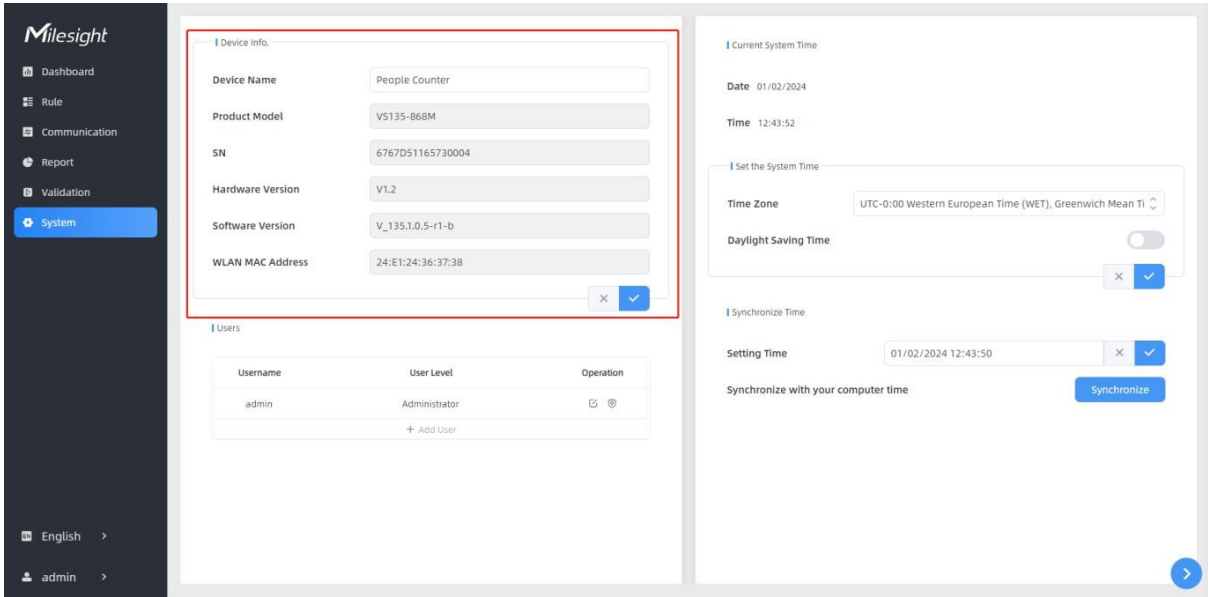 Milesight
Dashboard
Rule
Communication
Report
Validation
System
EN English
admin
Device Info.
Device Name People Counter
Product Model VS135-868M
SN 6767D51165730004
Hardware Version V1.2
Software Version V_135.1.0.5-r1-b
WLAN MAC Address 24:E1:24:36:37:38
Users
Username User Level Operation
admin Administrator
+ Add User
Current System Time
Date 01/02/2024
Time 12:43:52
Set the System Time
Time Zone UTC-0:00 Western European Time (WET), Greenwich Mean Ti
Daylight Saving Time
Synchronize Time
Setting Time 01/02/2024 12:43:50
Synchronize with your computer time Synchronize